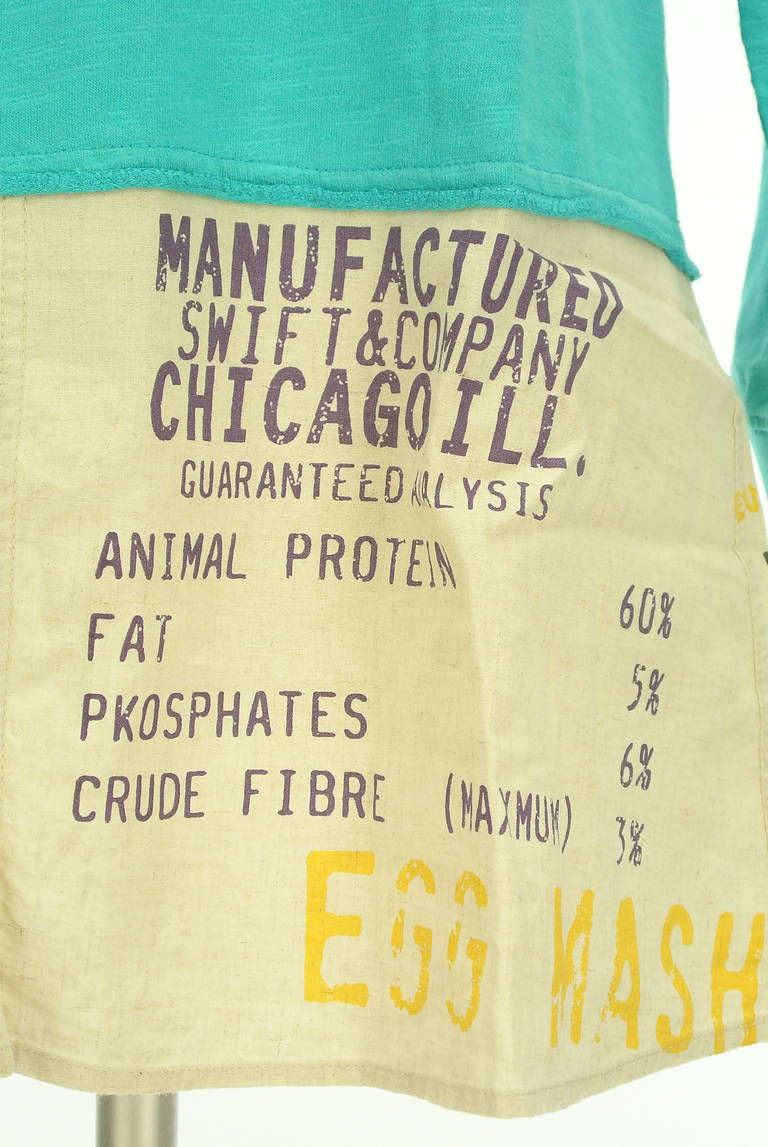 MANUFACTURED
SWIFT&COMPANY
CHICAGO ILL.
GUARANTEED ANALYSIS
ANIMAL PROTEIN 60%
FAT 5%
PKOSPHATES 6%
CRUDE FIBRE (MAXMUM) 3%
EGG MASH